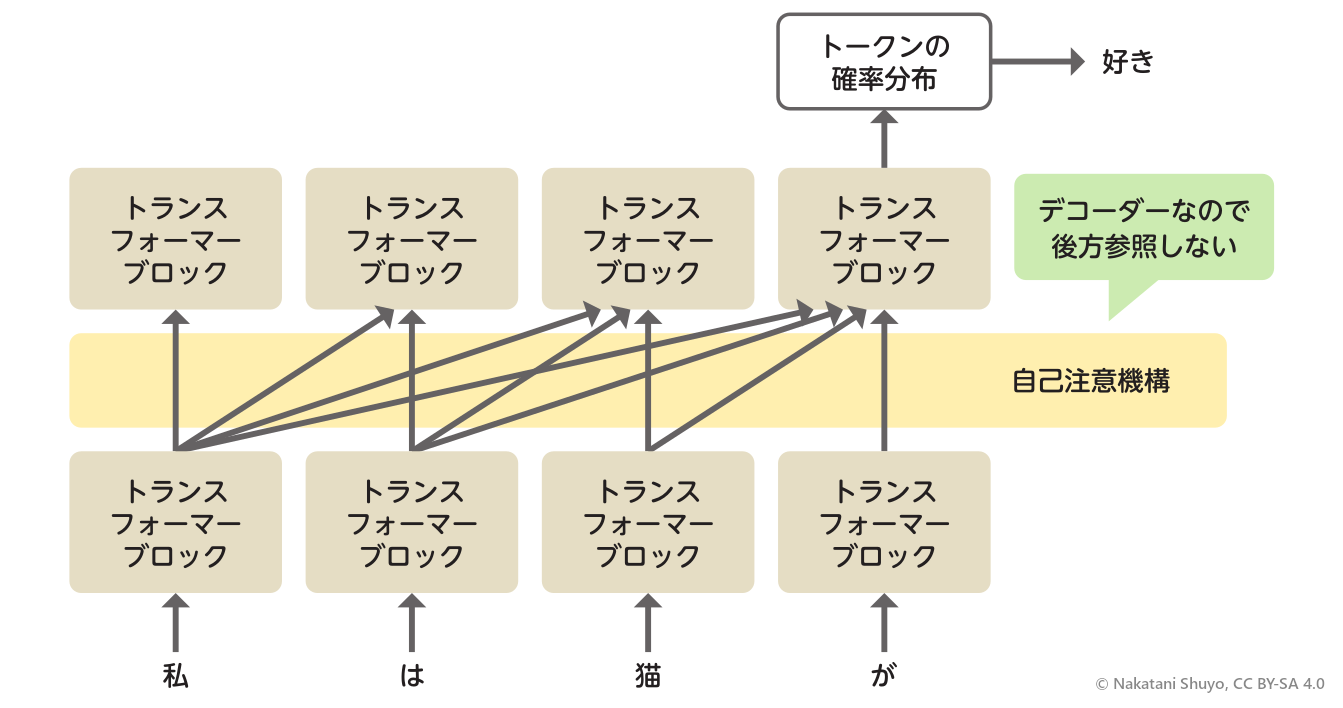 トークンの
確率分布
好き
トランス
フォーマー
ブロック
トランス
フォーマー
ブロック
トランス
フォーマー
ブロック
トランス
フォーマー
ブロック
デコーダーなので
後方参照しない
自己注意機構
トランス
フォーマー
ブロック
トランス
フォーマー
ブロック
トランス
フォーマー
ブロック
トランス
フォーマー
ブロック
私
は
猫
が
© Nakatani Shuyo, CC BY-SA 4.0